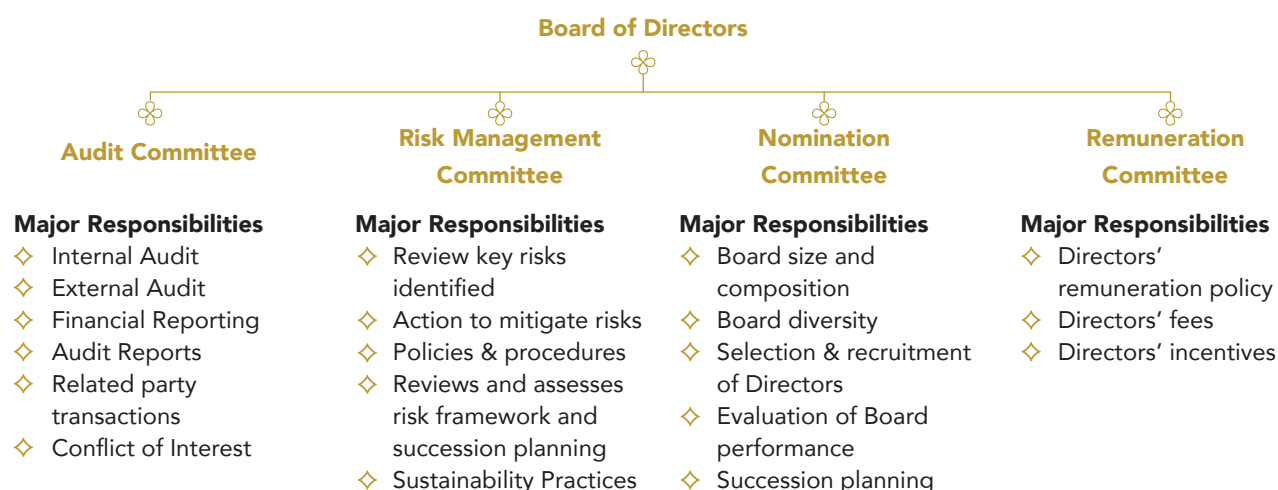 Board of Directors
Audit Committee
Risk Management
Committee
Nomination
Committee
Remuneration
Committee
Major Responsibilities
Internal Audit
External Audit
Financial Reporting
Audit Reports
Related party
transactions
Conflict of Interest
Major Responsibilities
Review key risks
identified
Action to mitigate risks
Policies & procedures
Reviews and assesses
risk framework and
succession planning
Sustainability Practices
Major Responsibilities
Board size and
composition
Board diversity
Selection & recruitment
of Directors
Evaluation of Board
performance
Succession planning
Major Responsibilities
Directors’
remuneration policy
Directors’ fees
Directors’ incentives